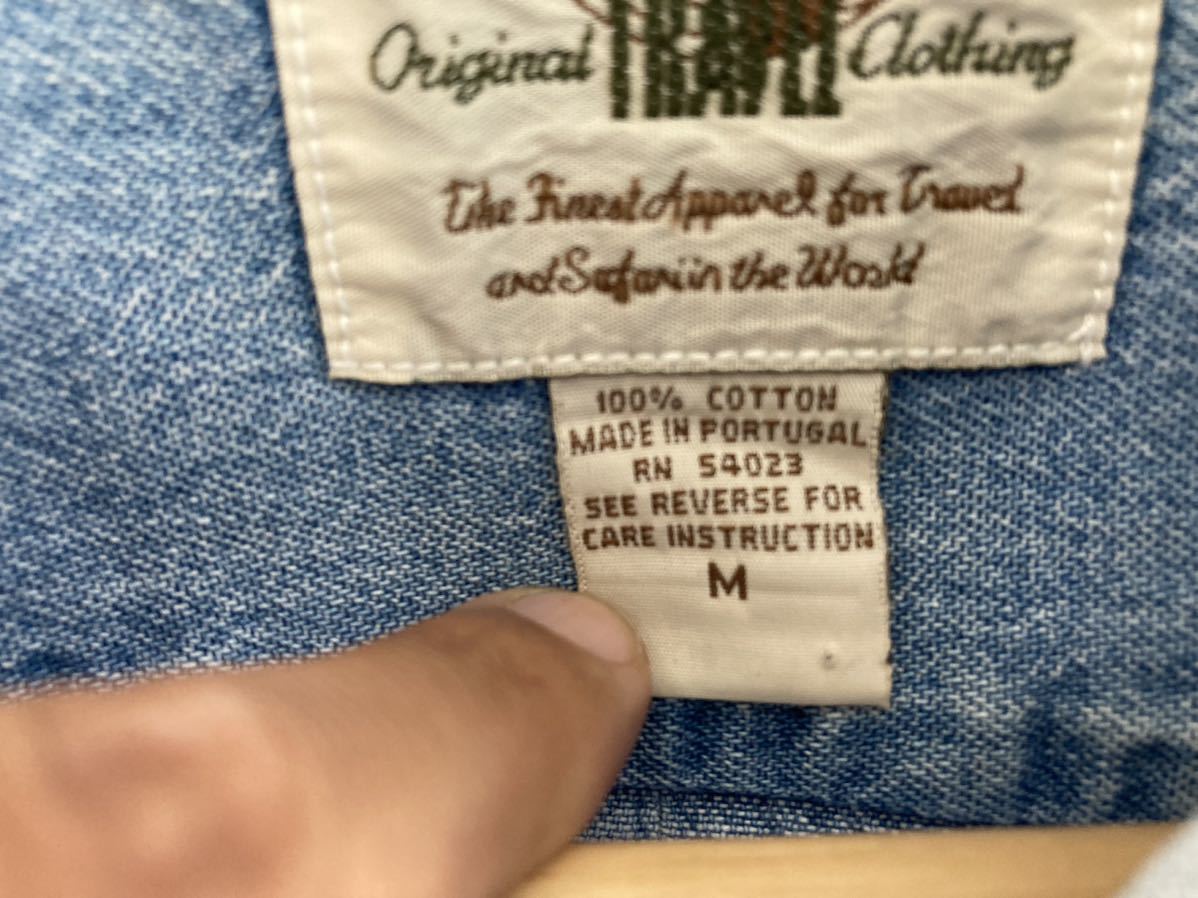 Original TRAVEL Clothing
The Finest Apparel for Travel
and Safari in the World
100% COTTON
MADE IN PORTUGAL
RN 54023
SEE REVERSE FOR
CARE INSTRUCTION
M